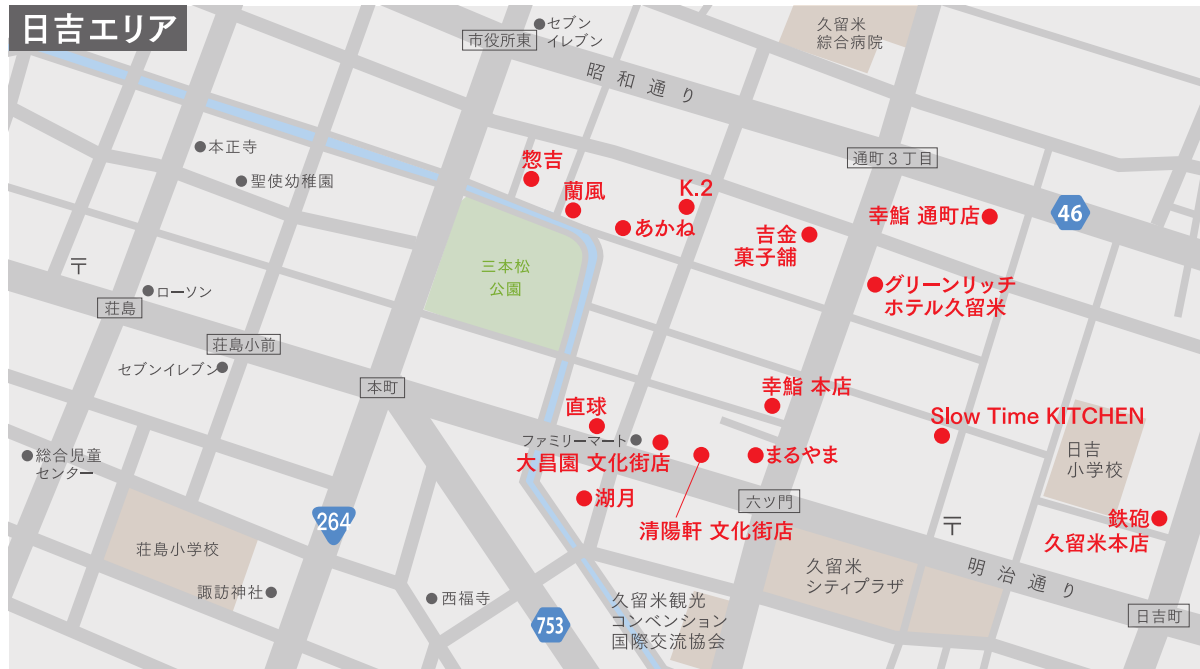 日吉エリア
セブン
イレブン
市役所東
久留米
綜合病院
昭和通り
本正寺
聖使幼稚園
惣吉
蘭風
K.2
あかね
通町3丁目
46
幸鮨 通町店
吉金
菓子舗
三本松
公園
グリーンリッチ
ホテル久留米
〒
ローソン
荘島
荘島小前
セブンイレブン
本町
幸鮨 本店
直球
Slow Time KITCHEN
ファミリーマート
大昌園 文化街店
まるやま
日吉
小学校
総合児童
センター
湖月
六ツ門
清陽軒 文化街店
264
〒
鉄砲
久留米本店
荘島小学校
久留米
シティプラザ
明治通り
諏訪神社
西福寺
753
久留米観光
コンベンション
国際交流協会
日吉町